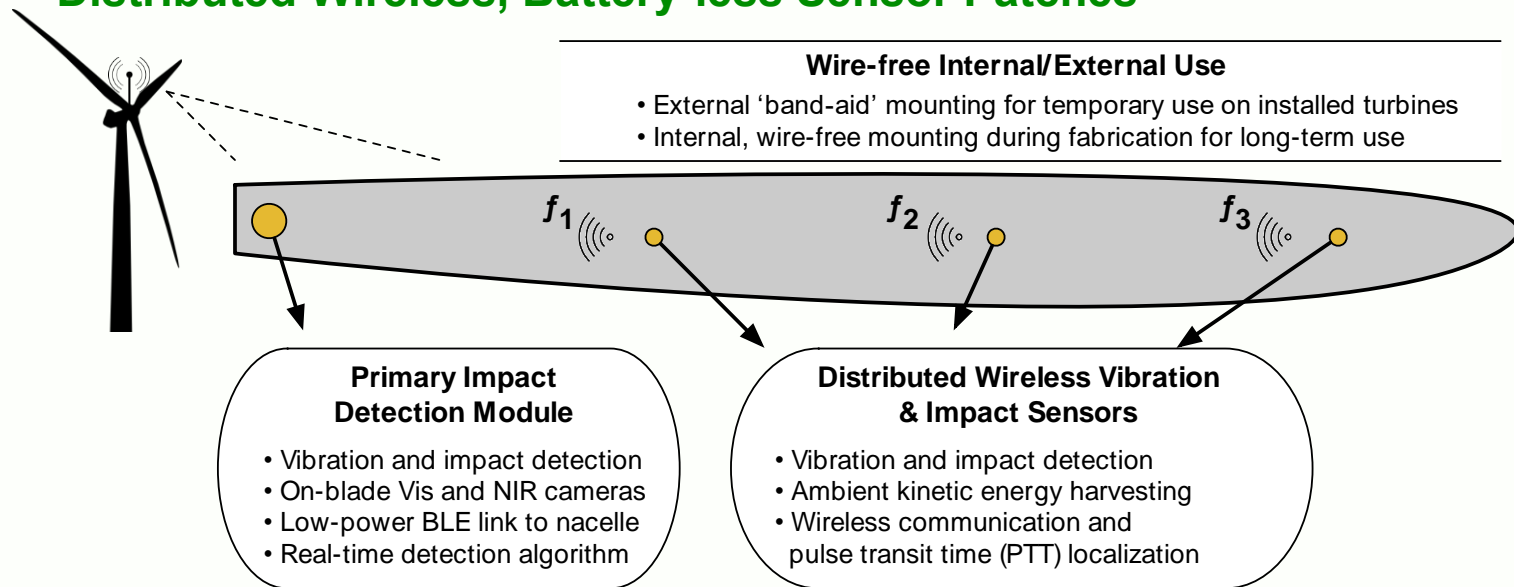 Distributed Wireless, Battery-less Sensor Patches
Wire-free Internal/External Use
• External ‘band-aid’ mounting for temporary use on installed turbines
• Internal, wire-free mounting during fabrication for long-term use
f1
f2
f3
Primary Impact
Detection Module
• Vibration and impact detection
• On-blade Vis and NIR cameras
• Low-power BLE link to nacelle
• Real-time detection algorithm
Distributed Wireless Vibration
& Impact Sensors
• Vibration and impact detection
• Ambient kinetic energy harvesting
• Wireless communication and
pulse transit time (PTT) localization